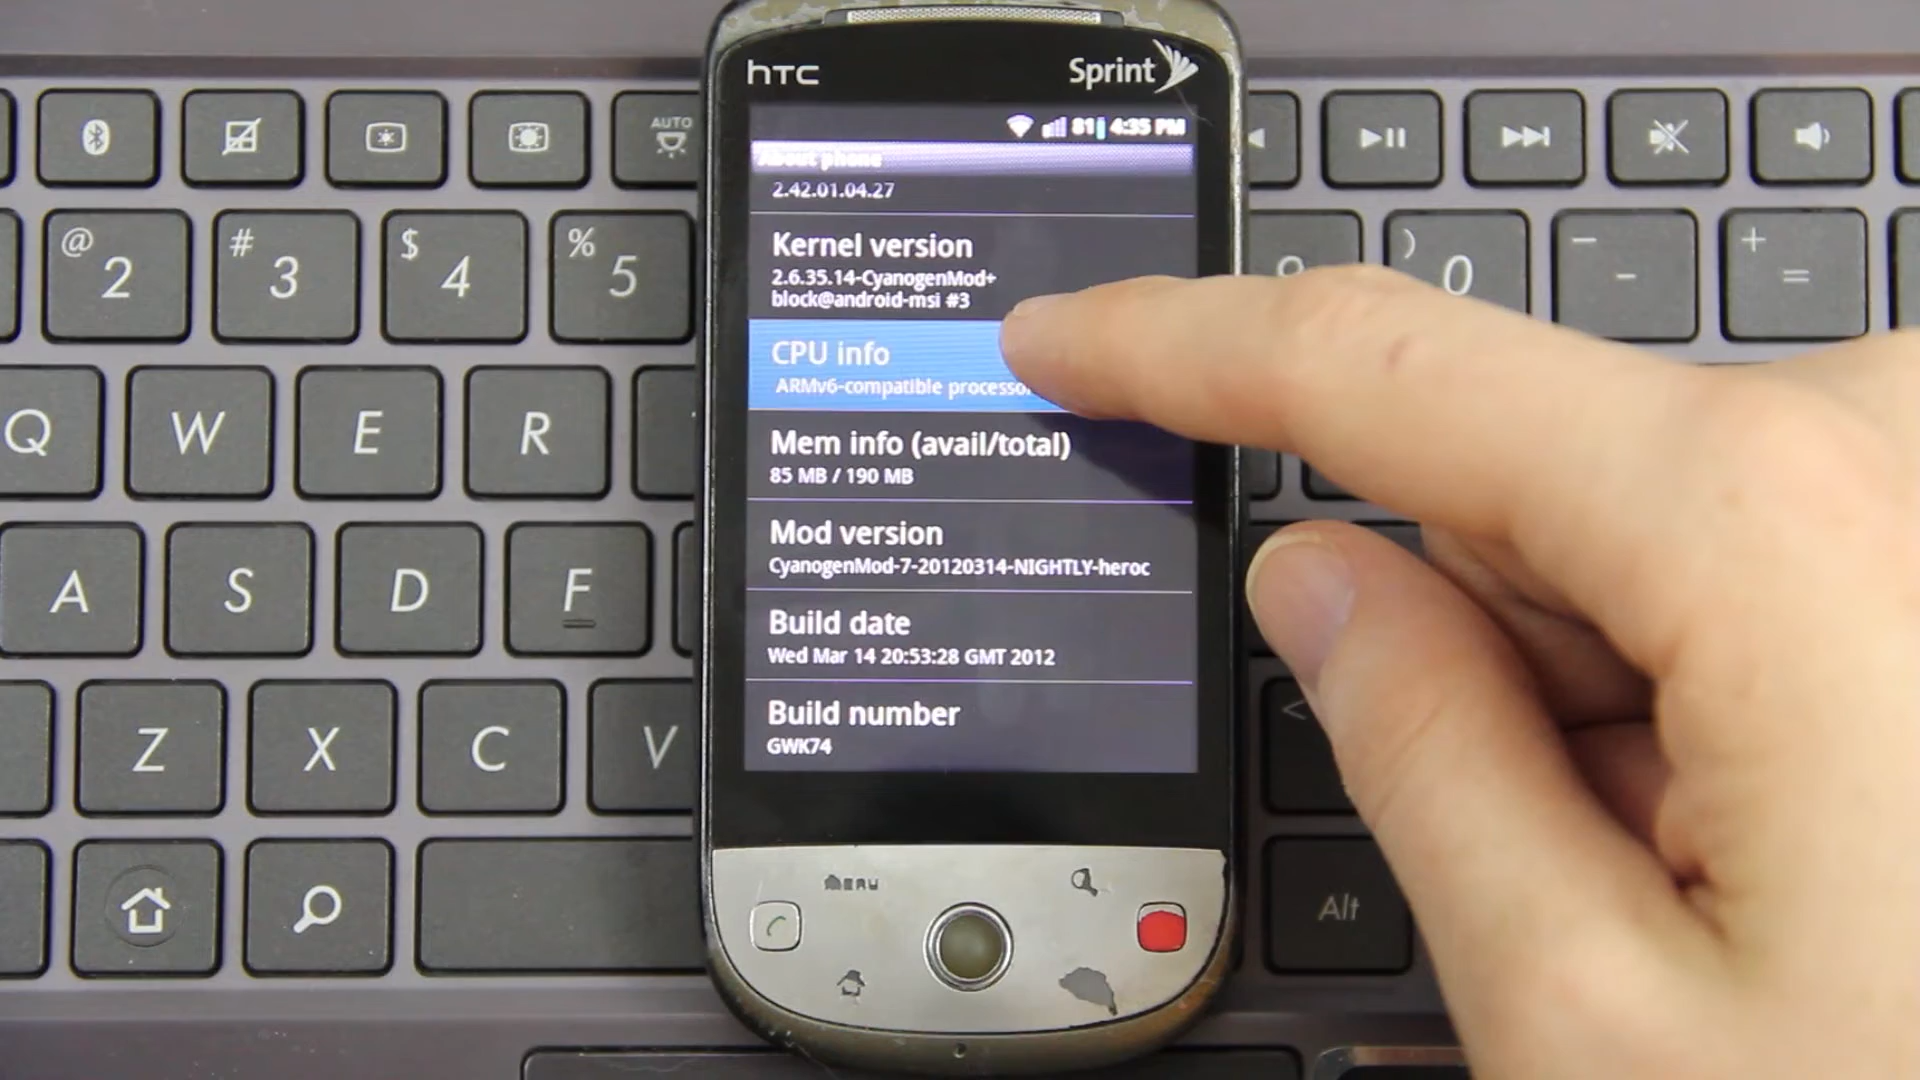 htc Sprint
81 4:35 PM
About phone
2.42.01.04.27
Kernel version
2.6.35.14-CyanogenMod+
block@android-msi #3
CPU info
ARMv6-compatible processor
Mem info (avail/total)
85 MB / 190 MB
Mod version
CyanogenMod-7-20120314-NIGHTLY-heroc
Build date
Wed Mar 14 20:53:28 GMT 2012
Build number
GWK74
MENU
AUTO
@ 2 # 3 $ 4 % 5
) 0 − - + =
Q W E R
A S D F
Z X C V
<
Alt